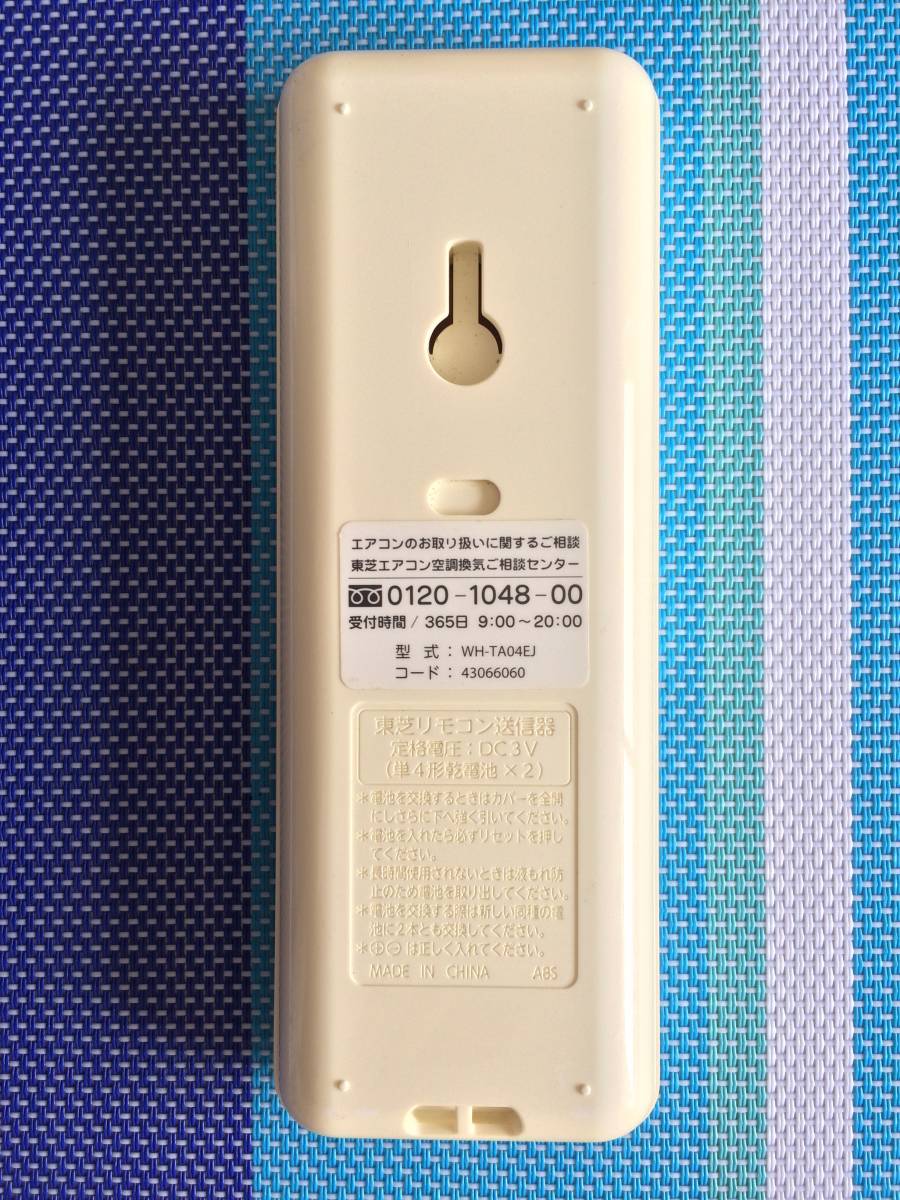 エアコンのお取り扱いに関するご相談
東芝エアコン空調換気ご相談センター
0120-1048-00
受付時間/365日 9:00~20:00
型 式: WH-TA04EJ
コード: 43066060
東芝リモコン送信器
定格電圧:DC3V
(単4形乾電池×2)
*電池を交換するときはカバーを全開
にしさらに下へ強く引いてください。
*電池を入れたら必ずリセットを押し
てください。
*長時間使用されないときは液もれ防
止のため電池を取り出してください。
*電池を交換する際は新しい同種の電
池に2本とも交換してください。
*⊕⊖は正しく入れてください。
MADE IN CHINA A8S